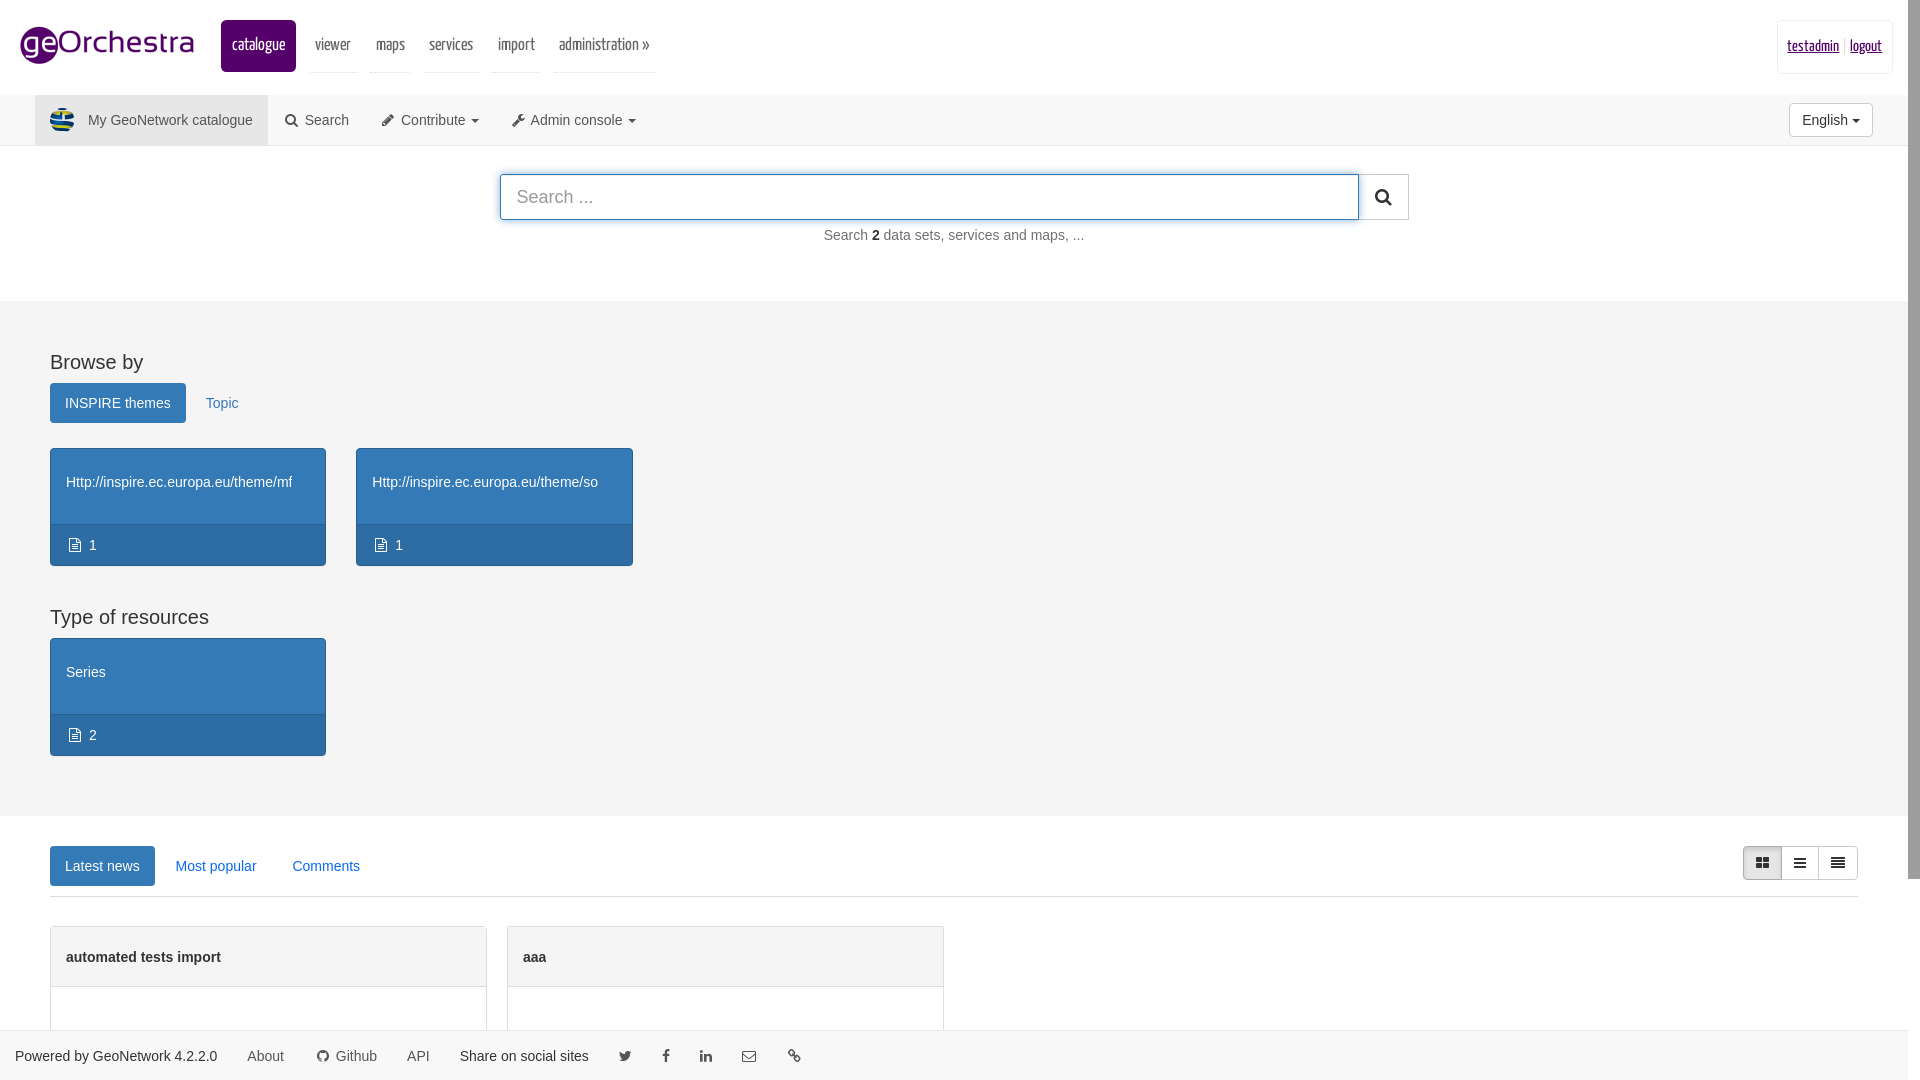 geOrchestra catalogue viewer maps services import administration » testadmin | logout
My GeoNetwork catalogue Search Contribute Admin console English
Search ...
Search 2 data sets, services and maps, ...
Browse by
INSPIRE themes Topic
Http://inspire.ec.europa.eu/theme/mf Http://inspire.ec.europa.eu/theme/so
1 1
Type of resources
Series
2
Latest news Most popular Comments
automated tests import aaa
Powered by GeoNetwork 4.2.2.0 About Github API Share on social sites